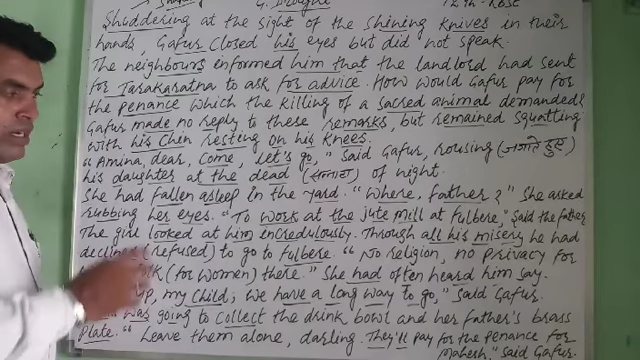 G. Drought 12th - RBSE
Shuddering at the sight of the shining knives in their
hands, Gafur closed his eyes but did not speak.
The neighbours informed him that the landlord had sent
for Tarakaratna to ask for advice. How would Gafur pay for
the penance which the killing of a sacred animal demanded?
Gafur made no reply to these remarks, but remained squatting
with his chin resting on his knees.
"Amina, dear, come, let's go," said Gafur, rousing (जगाते हुए)
his daughter at the dead ( ) of night.
She had fallen asleep in the yard. "Where, father?" She asked
rubbing her eyes. "To work at the jute mill at fulbere," said the father.
The girl looked at him incredulously. Through all his misery he had
declined (refused) to go to fulbere. "No religion, no privacy for
(for women) there." She had often heard him say.
my child; we have a long way to go," said Gafur.
was going to collect the drink bowl and her father's brass
plate. "Leave them alone, darling. They'll pay for the penance for
Mahesh," said Gafur